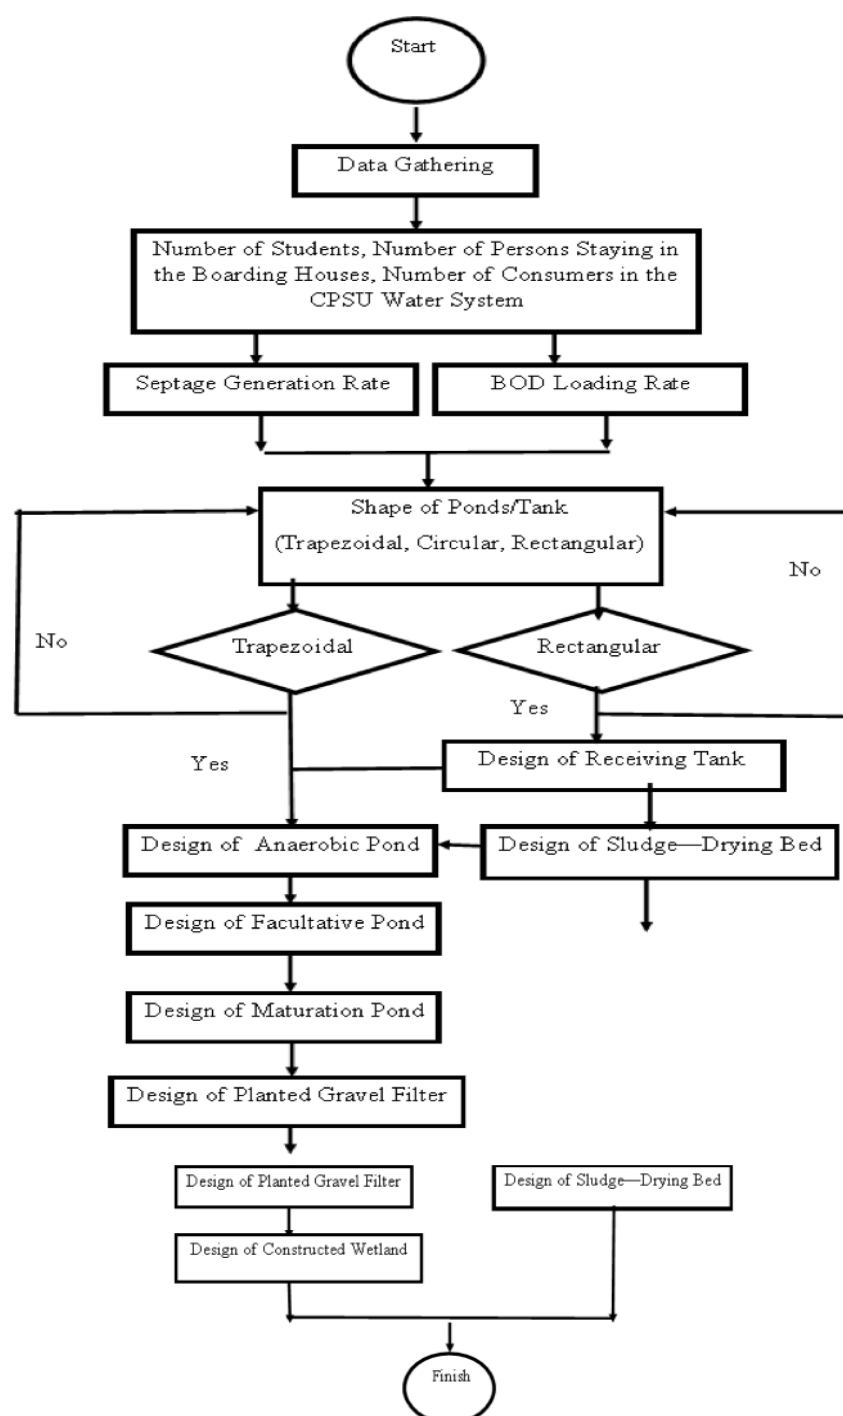 Start
Data Gathering
Number of Students, Number of Persons Staying in
the Boarding Houses, Number of Consumers in the
CPSU Water System
Septage Generation Rate
BOD Loading Rate
Shape of Ponds/Tank
(Trapezoidal, Circular, Rectangular)
No
No
Trapezoidal
Rectangular
Yes
Yes
Design of Receiving Tank
Design of  Anaerobic Pond
Design of Sludge—Drying Bed
Design of Facultative Pond
Design of Maturation Pond
Design of Planted Gravel Filter
Design of Planted Gravel Filter
Design of Sludge—Drying Bed
Design of Constructed Wetland
Finish